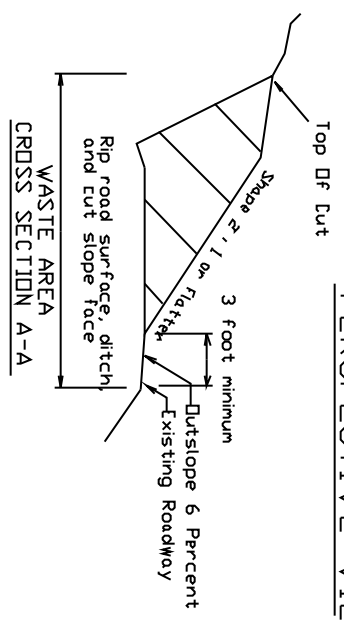 Top Of Cut
Shape 2:1 or Flatter
3 foot minimum
Outslope 6 Percent
Existing Roadway
Rip road surface, ditch,
and cut slope face
WASTE AREA
CROSS SECTION A-A